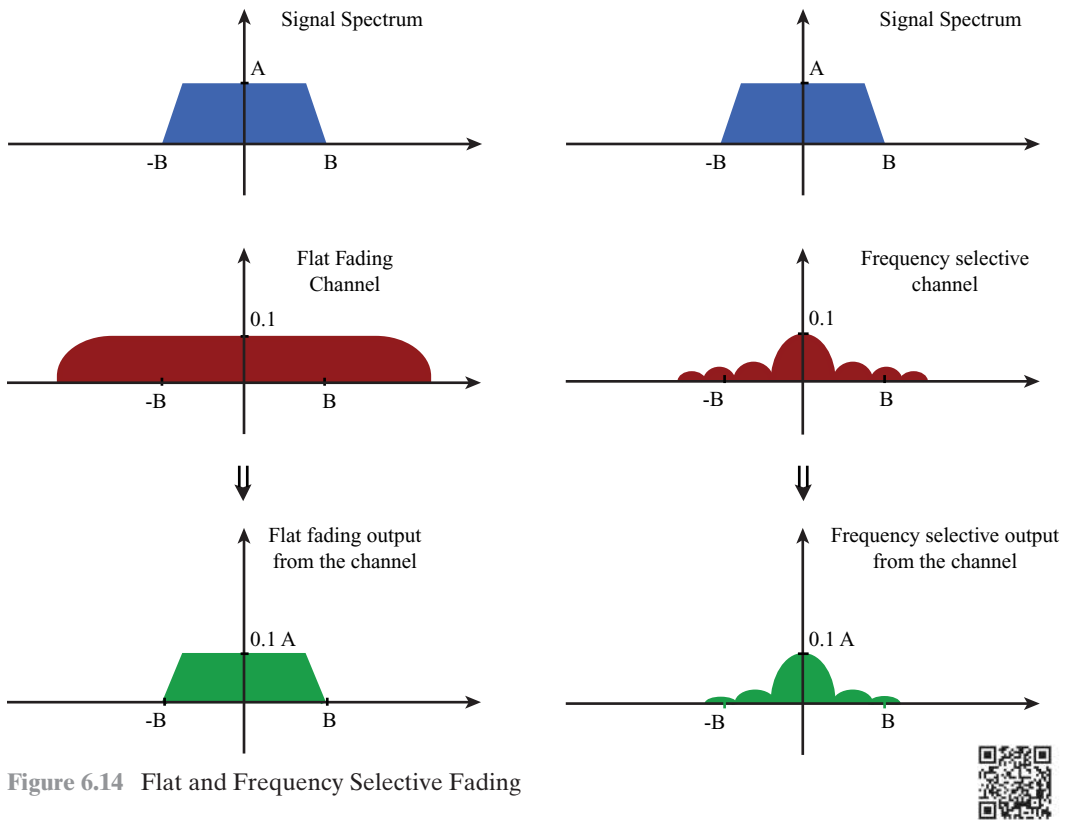 Signal Spectrum
A
-B
B
Signal Spectrum
A
-B
B
Flat Fading
Channel
0.1
-B
B
Frequency selective
channel
0.1
-B
B
Flat fading output
from the channel
0.1 A
-B
B
Frequency selective output
from the channel
0.1 A
-B
B
Figure 6.14 Flat and Frequency Selective Fading